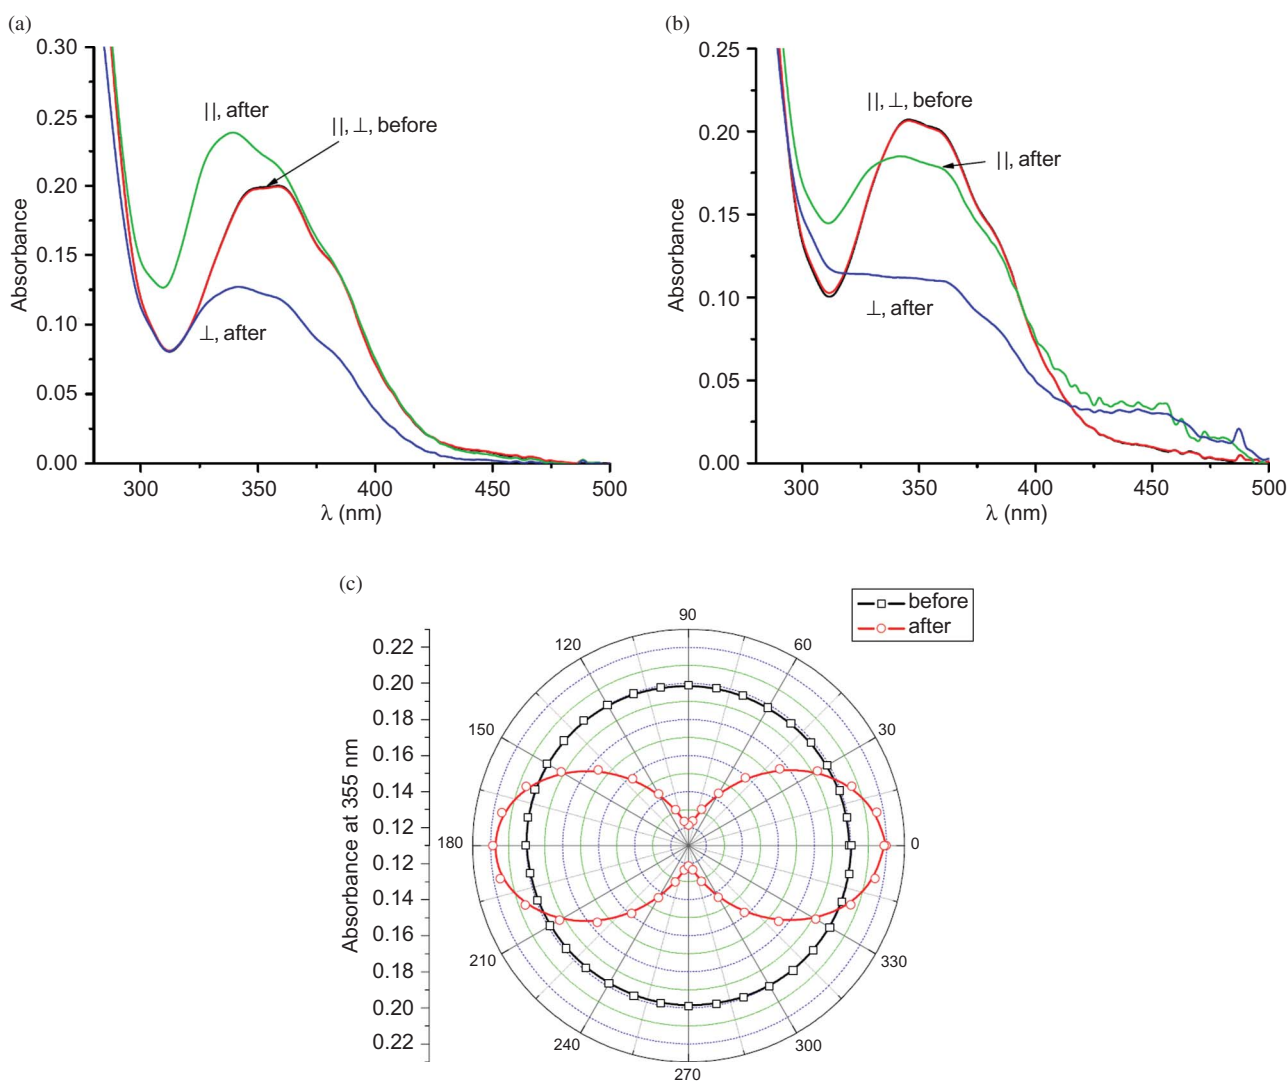 (a)
0.30
0.25
0.20
0.15
0.10
0.05
0.00
Absorbance
||, after
||, ⊥, before
⊥, after
300
350
400
450
500
λ (nm)
(b)
0.25
0.20
0.15
0.10
0.05
0.00
Absorbance
||, ⊥, before
||, after
⊥, after
300
350
400
450
500
λ (nm)
(c)
before
after
0.22
0.20
0.18
0.16
0.14
0.12
0.12
0.14
0.16
0.18
0.20
0.22
Absorbance at 355 nm
90
60
30
0
330
300
270
240
210
180
150
120